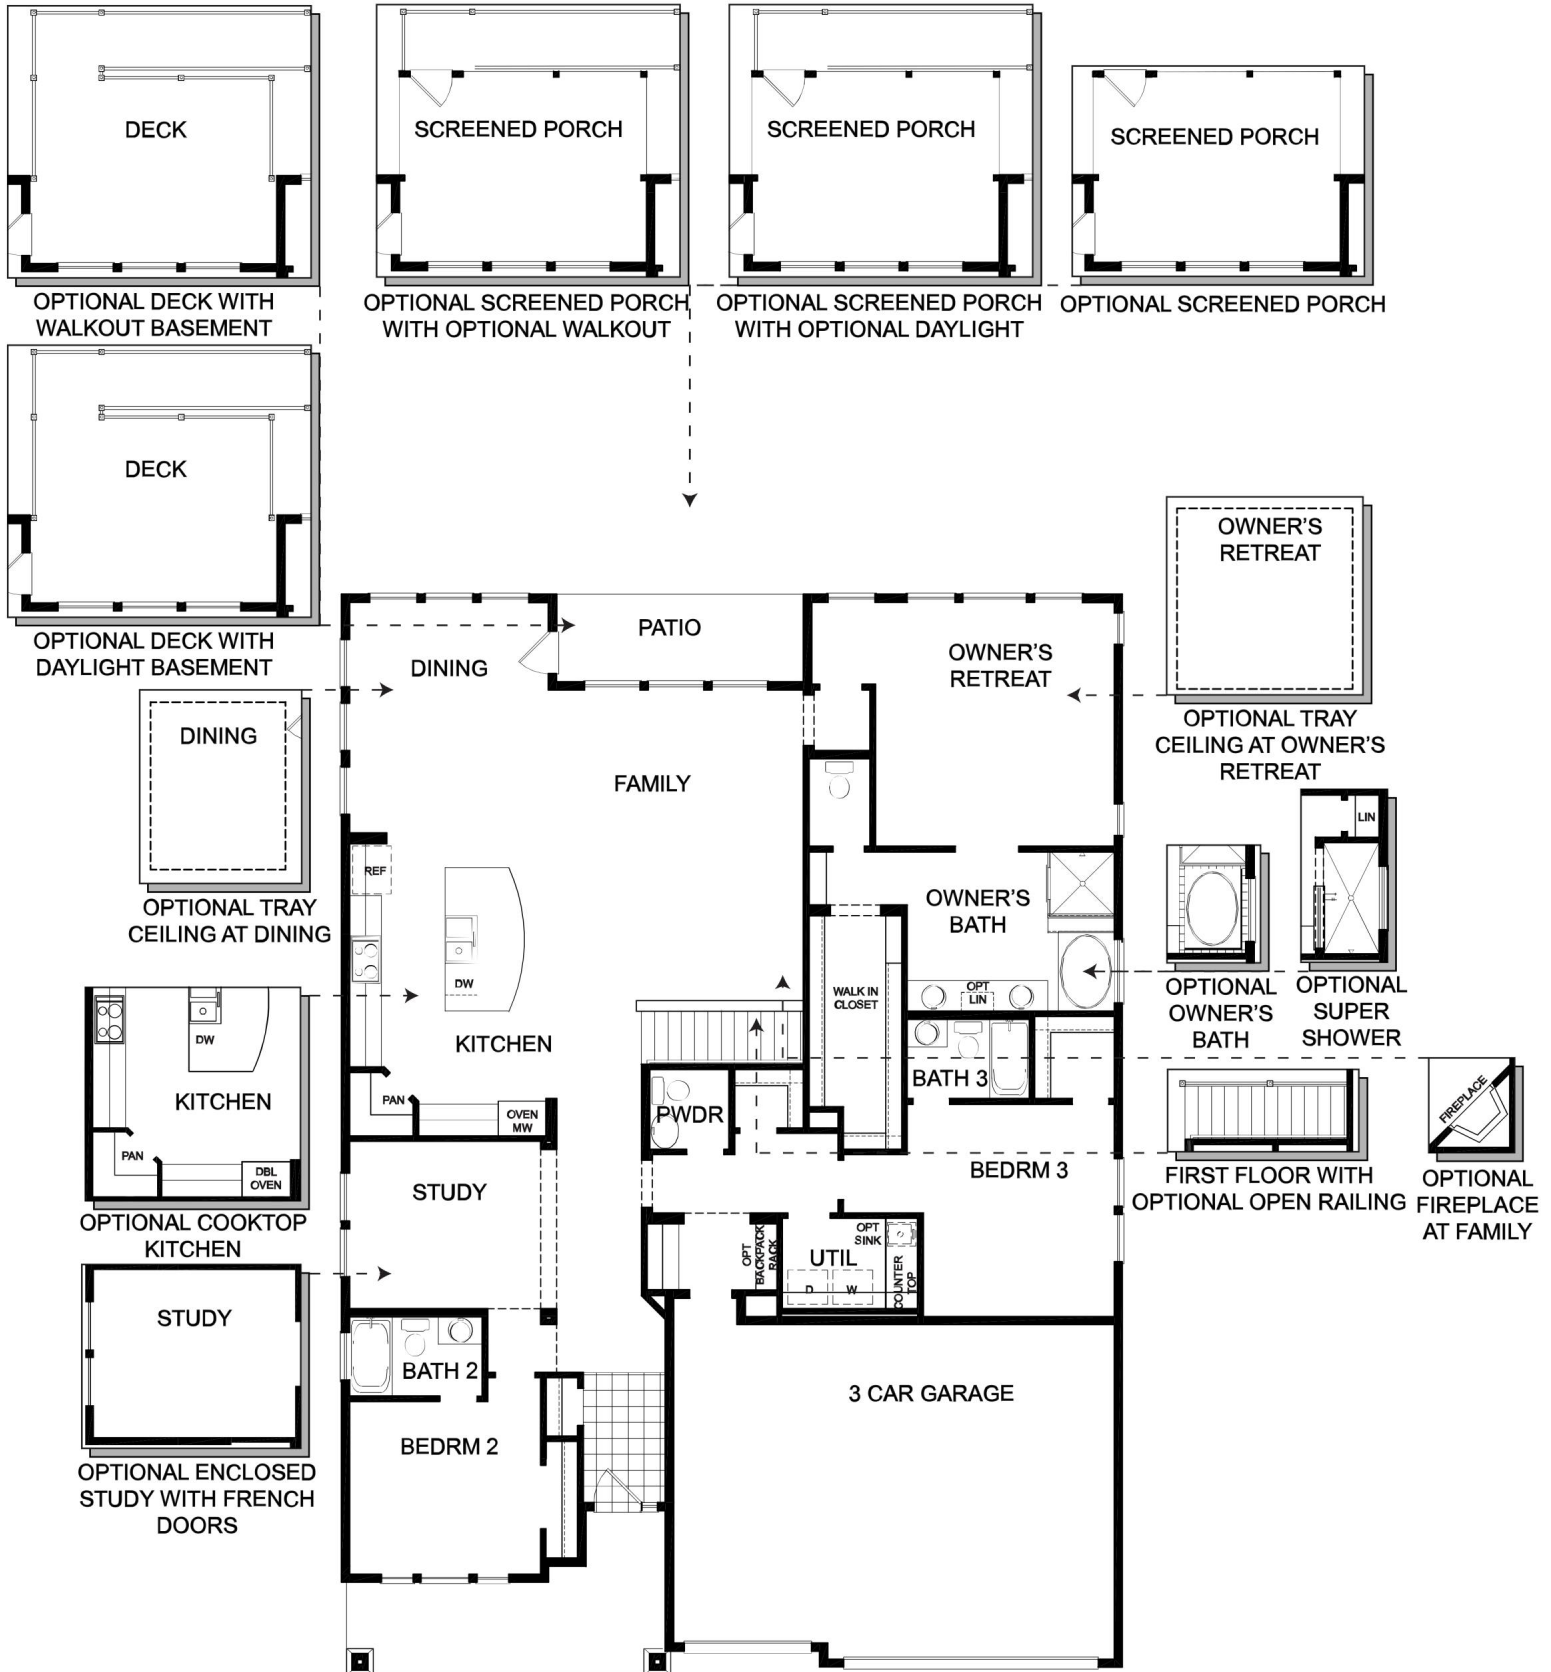 DECK
SCREENED PORCH
SCREENED PORCH
SCREENED PORCH
OPTIONAL DECK WITH
WALKOUT BASEMENT
OPTIONAL SCREENED PORCH
WITH OPTIONAL WALKOUT
OPTIONAL SCREENED PORCH
WITH OPTIONAL DAYLIGHT
OPTIONAL SCREENED PORCH
DECK
OPTIONAL DECK WITH
DAYLIGHT BASEMENT
OWNER'S
RETREAT
OPTIONAL TRAY
CEILING AT OWNER'S
RETREAT
PATIO
DINING
OWNER'S
RETREAT
DINING
OPTIONAL TRAY
CEILING AT DINING
FAMILY
LIN
REF
OWNER'S
BATH
DW
WALK IN
CLOSET
OPT
LIN
OPTIONAL
OWNER'S
BATH
OPTIONAL
SUPER
SHOWER
DW
KITCHEN
PAN
DBL
OVEN
OPTIONAL COOKTOP
KITCHEN
KITCHEN
PAN
OVEN
MW
PWDR
BATH 3
BEDRM 3
FIRST FLOOR WITH
OPTIONAL OPEN RAILING
FIREPLACE
OPTIONAL
FIREPLACE
AT FAMILY
STUDY
OPT
BACKPACK
RACK
UTIL
OPT
SINK
D
W
COUNTER
TOP
STUDY
OPTIONAL ENCLOSED
STUDY WITH FRENCH
DOORS
BATH 2
BEDRM 2
3 CAR GARAGE